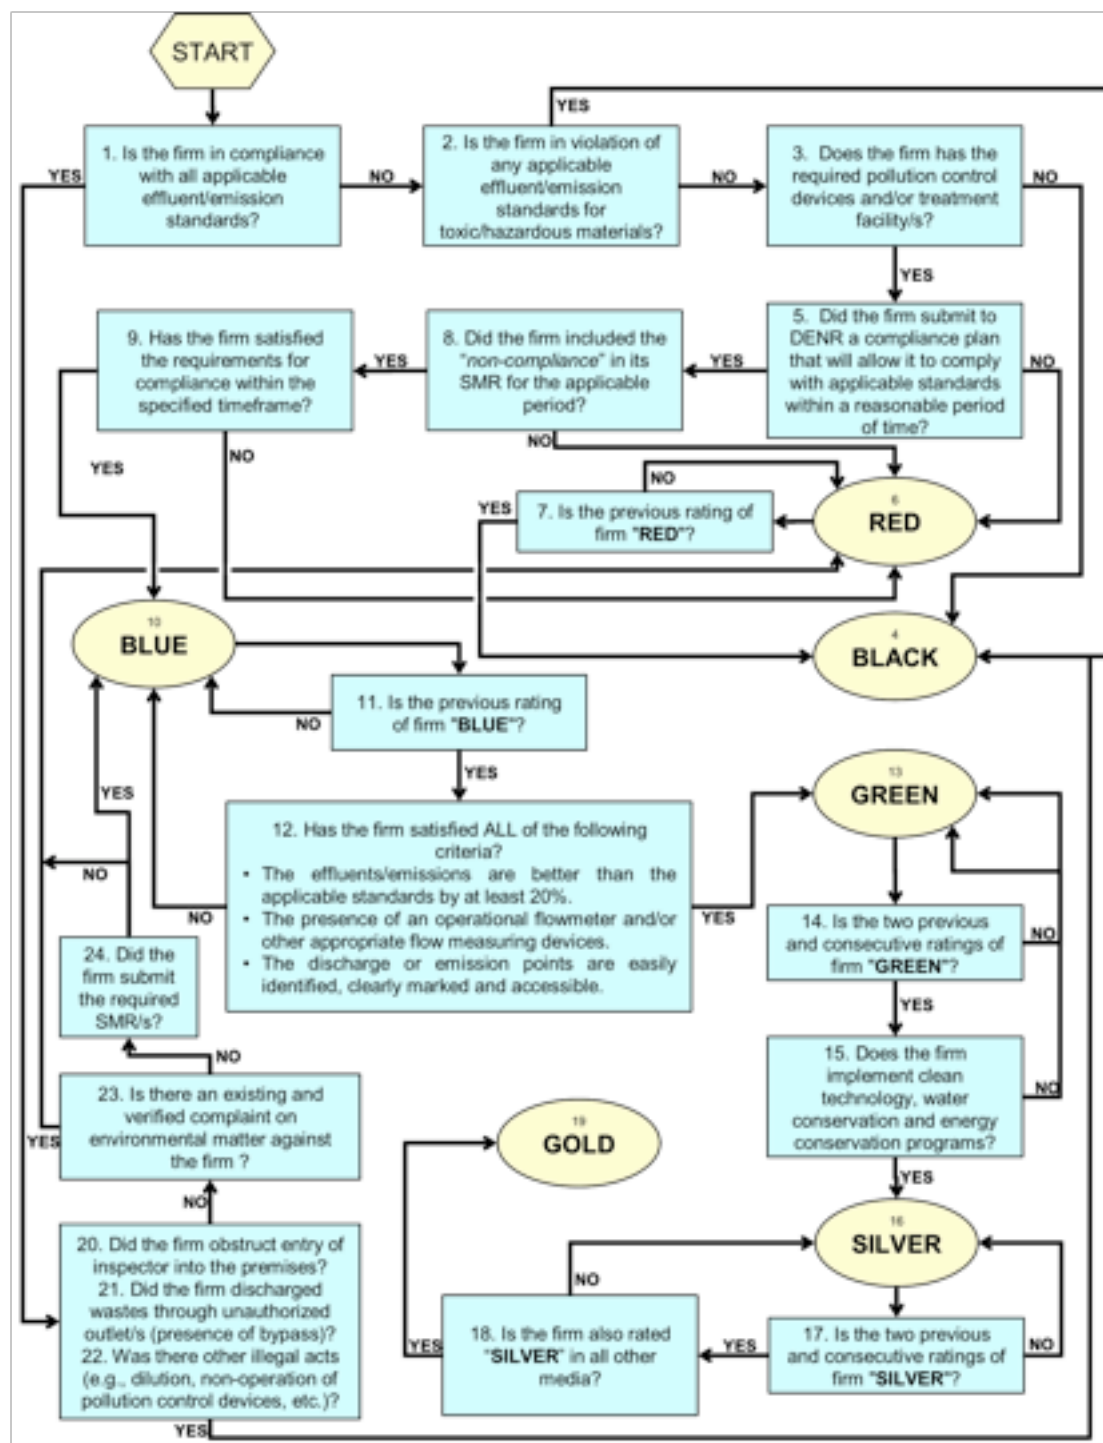 START
YES
1. Is the firm in compliance
with all applicable
effluent/emission
standards?
YES
NO
2. Is the firm in violation of
any applicable
effluent/emission
standards for
toxic/hazardous materials?
NO
3. Does the firm has the
required pollution control
devices and/or treatment
facility/s?
NO
YES
9. Has the firm satisfied
the requirements for
compliance within the
specified timeframe?
YES
8. Did the firm included the
"non-compliance" in its
SMR for the applicable
period?
YES
5. Did the firm submit to
DENR a compliance plan
that will allow it to comply
with applicable standards
within a reasonable period
of time?
NO
NO
YES
NO
NO
YES
7. Is the previous rating of
firm "RED"?
6
RED
10
BLUE
4
BLACK
11. Is the previous rating
of firm "BLUE"?
NO
YES
YES
13
GREEN
12. Has the firm satisfied ALL of the following
criteria?
• The effluents/emissions are better than the
applicable standards by at least 20%.
• The presence of an operational flowmeter and/or
other appropriate flow measuring devices.
• The discharge or emission points are easily
identified, clearly marked and accessible.
NO
NO
YES
14. Is the two previous
and consecutive ratings of
firm "GREEN"?
NO
YES
24. Did the
firm submit
the required
SMR/s?
NO
15. Does the firm
implement clean
technology, water
conservation and energy
conservation programs?
NO
YES
23. Is there an existing and
verified complaint on
environmental matter against
the firm ?
YES
NO
19
GOLD
16
SILVER
20. Did the firm obstruct entry of
inspector into the premises?
21. Did the firm discharged
wastes through unauthorized
outlet/s (presence of bypass)?
22. Was there other illegal acts
(e.g., dilution, non-operation of
pollution control devices, etc.)?
YES
NO
18. Is the firm also rated
"SILVER" in all other
media?
YES
YES
17. Is the two previous
and consecutive ratings of
firm "SILVER"?
NO